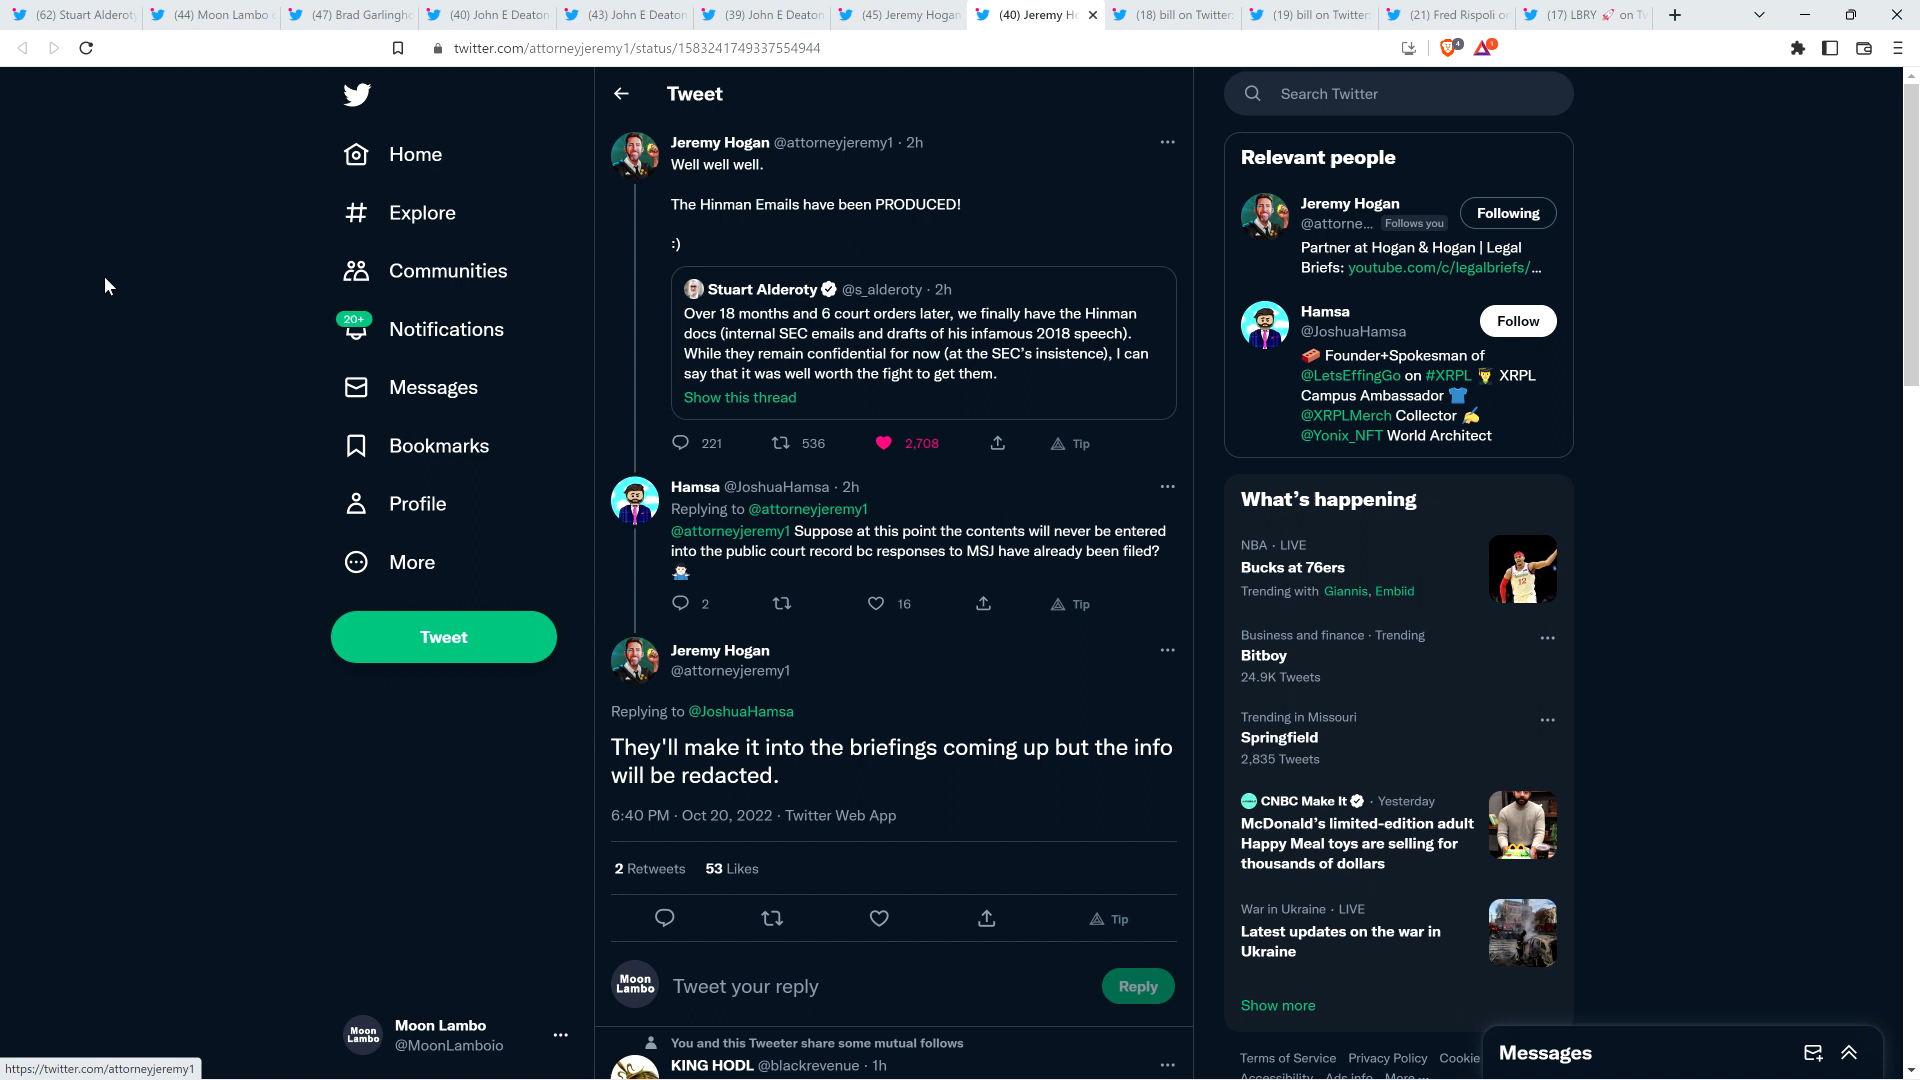 (62) Stuart Alderoty
(44) Moon Lambo
(47) Brad Garlingho
(40) John E Deaton
(43) John E Deaton
(39) John E Deaton
(45) Jeremy Hogan
(40) Jeremy H
(18) bill on Twitter:
(19) bill on Twitter:
(21) Fred Rispoli on
(17) LBRY 🚀 on Tw
twitter.com/attorneyjeremy1/status/1583241749337554944
4
1
Home
Explore
Communities
20+
Notifications
Messages
Bookmarks
Profile
More
Tweet
Moon Lambo
Moon Lambo
@MoonLamboio
https://twitter.com/attorneyjeremy1
Tweet
Jeremy Hogan @attorneyjeremy1 · 2h
Well well well.
The Hinman Emails have been PRODUCED!
:)
Stuart Alderoty @s_alderoty · 2h
Over 18 months and 6 court orders later, we finally have the Hinman
docs (internal SEC emails and drafts of his infamous 2018 speech).
While they remain confidential for now (at the SEC's insistence), I can
say that it was well worth the fight to get them.
Show this thread
221 536 2,708 Tip
Hamsa @JoshuaHamsa · 2h
Replying to @attorneyjeremy1
@attorneyjeremy1 Suppose at this point the contents will never be entered
into the public court record bc responses to MSJ have already been filed?
🤷🏻‍♂️
2 16 Tip
Jeremy Hogan
@attorneyjeremy1
Replying to @JoshuaHamsa
They'll make it into the briefings coming up but the info
will be redacted.
6:40 PM · Oct 20, 2022 · Twitter Web App
2 Retweets 53 Likes
Tip
Moon Lambo
Tweet your reply
Reply
You and this Tweeter share some mutual follows
KING HODL @blackrevenue · 1h
Search Twitter
Relevant people
Jeremy Hogan
@attorne... Follows you
Following
Partner at Hogan & Hogan | Legal
Briefs: youtube.com/c/legalbriefs/...
Hamsa
@JoshuaHamsa
Follow
🧱 Founder+Spokesman of
@LetsEffingGo on #XRPL 👨‍🎓 XRPL
Campus Ambassador 👕
@XRPLMerch Collector ✍️
@Yonix_NFT World Architect
What's happening
NBA · LIVE
Bucks at 76ers
Trending with Giannis, Embiid
Business and finance · Trending
Bitboy
24.9K Tweets
Trending in Missouri
Springfield
2,835 Tweets
CNBC Make It · Yesterday
McDonald's limited-edition adult
Happy Meal toys are selling for
thousands of dollars
War in Ukraine · LIVE
Latest updates on the war in
Ukraine
Show more
Terms of Service Privacy Policy Cookie
Accessibility Ads info More ...
Messages